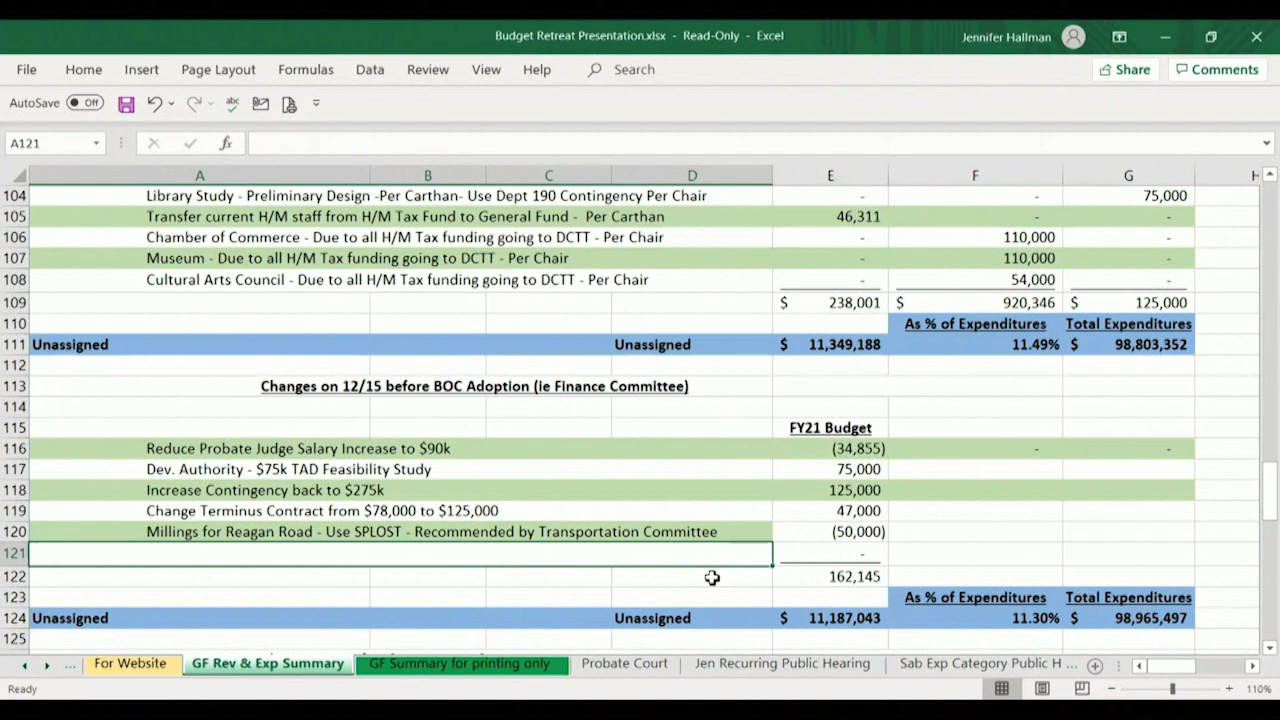 Budget Retreat Presentation.xlsx - Read-Only - Excel
Jennifer Hallman
File Home Insert Page Layout Formulas Data Review View Help Search Share Comments
AutoSave Off
A121 fx
A B C D E F G H
104 Library Study - Preliminary Design -Per Carthan- Use Dept 190 Contingency Per Chair - - 75,000
105 Transfer current H/M staff from H/M Tax Fund to General Fund - Per Carthan 46,311 - -
106 Chamber of Commerce - Due to all H/M Tax funding going to DCTT - Per Chair - 110,000 -
107 Museum - Due to all H/M Tax funding going to DCTT - Per Chair - 110,000 -
108 Cultural Arts Council - Due to all H/M Tax funding going to DCTT - Per Chair - 54,000 -
109 $ 238,001 $ 920,346 $ 125,000
110 As % of Expenditures Total Expenditures
111 Unassigned Unassigned $ 11,349,188 11.49% $ 98,803,352
112
113 Changes on 12/15 before BOC Adoption (ie Finance Committee)
114
115 FY21 Budget
116 Reduce Probate Judge Salary Increase to $90k (34,855) - -
117 Dev. Authority - $75k TAD Feasibility Study 75,000
118 Increase Contingency back to $275k 125,000
119 Change Terminus Contract from $78,000 to $125,000 47,000
120 Millings for Reagan Road - Use SPLOST - Recommended by Transportation Committee (50,000)
121 -
122 162,145
123 As % of Expenditures Total Expenditures
124 Unassigned Unassigned $ 11,187,043 11.30% $ 98,965,497
125
... For Website GF Rev & Exp Summary GF Summary for printing only Probate Court Jen Recurring Public Hearing Sab Exp Category Public H ...
Ready 110%